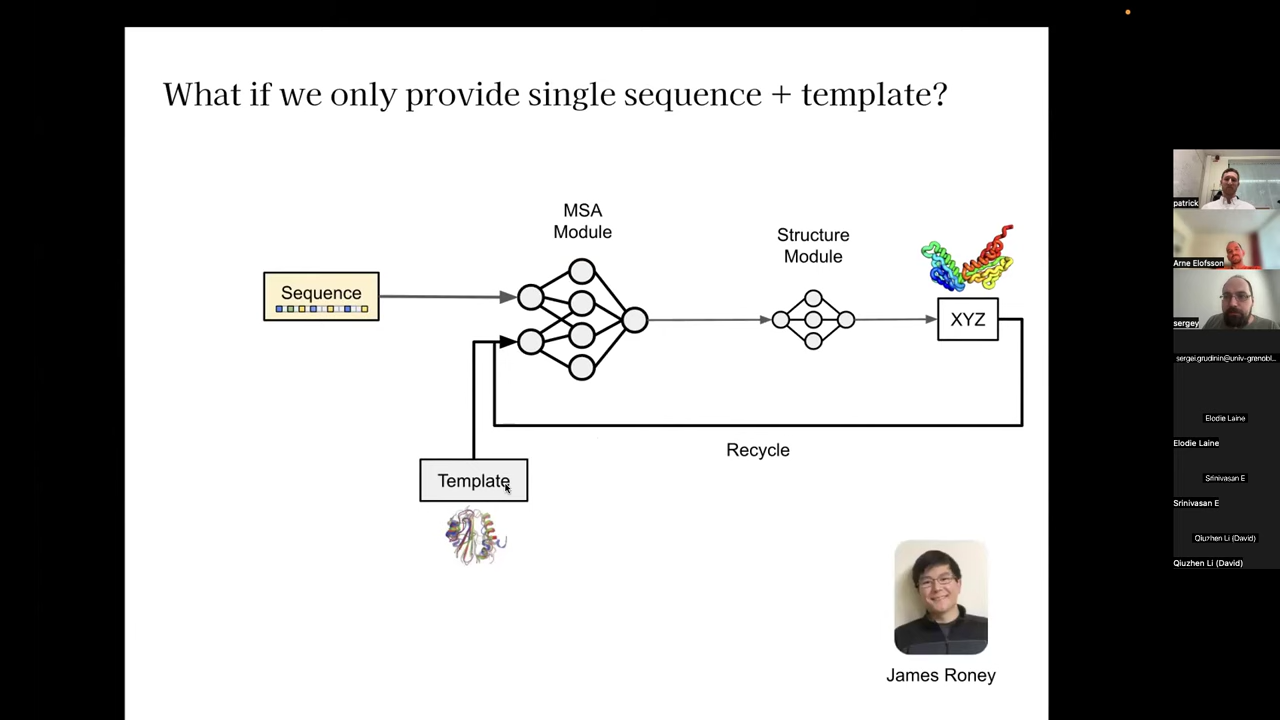 What if we only provide single sequence + template?
MSA
Module
Structure
Module
Sequence
XYZ
Recycle
Template
James Roney
patrick
Arne Elofsson
sergey
sergei.grudinin@univ-grenobl...
Elodie Laine
Elodie Laine
Srinivasan E
Srinivasan E
Qiuzhen Li (David)
Qiuzhen Li (David)